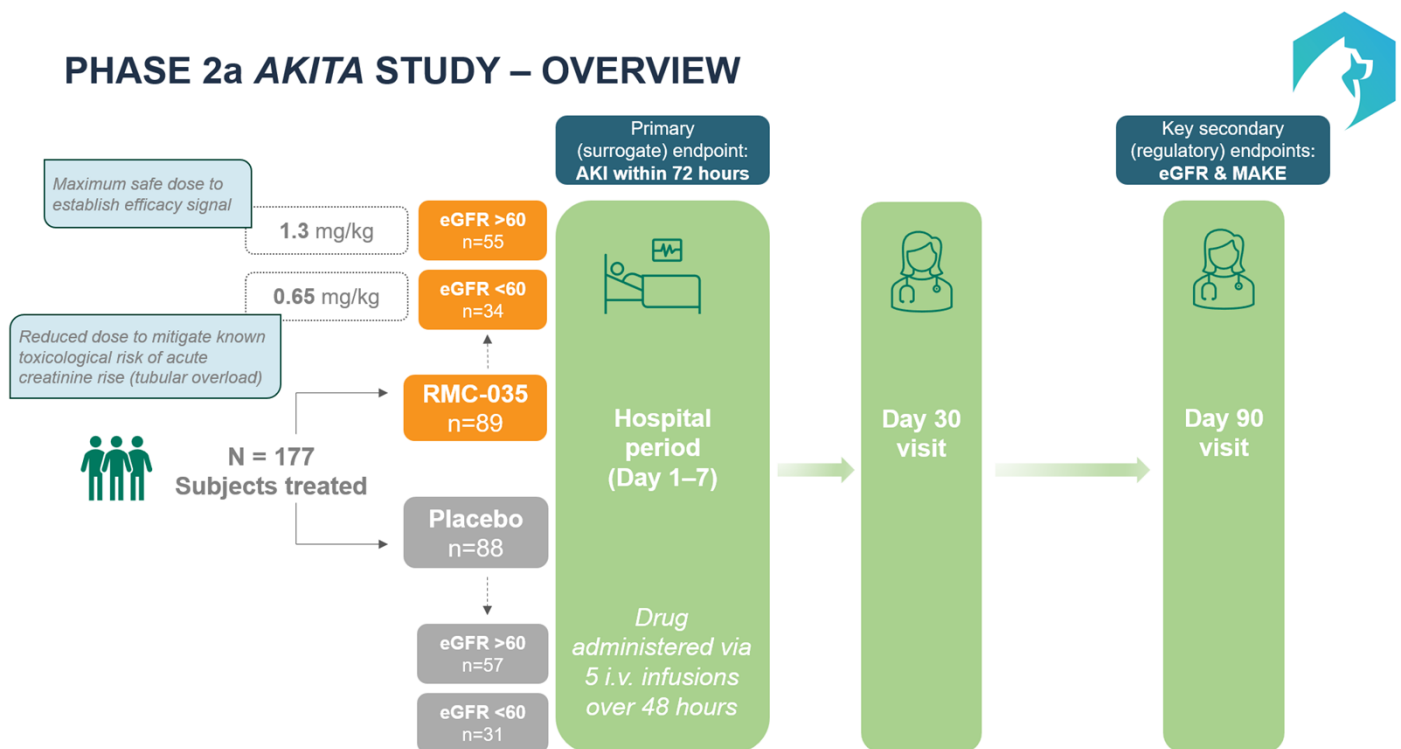 PHASE 2a AKITA STUDY – OVERVIEW
Primary
(surrogate) endpoint:
AKI within 72 hours
Key secondary
(regulatory) endpoints:
eGFR & MAKE
Maximum safe dose to
establish efficacy signal
1.3 mg/kg
eGFR >60
n=55
0.65 mg/kg
eGFR <60
n=34
Reduced dose to mitigate known
toxicological risk of acute
creatinine rise (tubular overload)
RMC-035
n=89
N = 177
Subjects treated
Placebo
n=88
eGFR >60
n=57
eGFR <60
n=31
Hospital
period
(Day 1–7)
Drug
administered via
5 i.v. infusions
over 48 hours
Day 30
visit
Day 90
visit